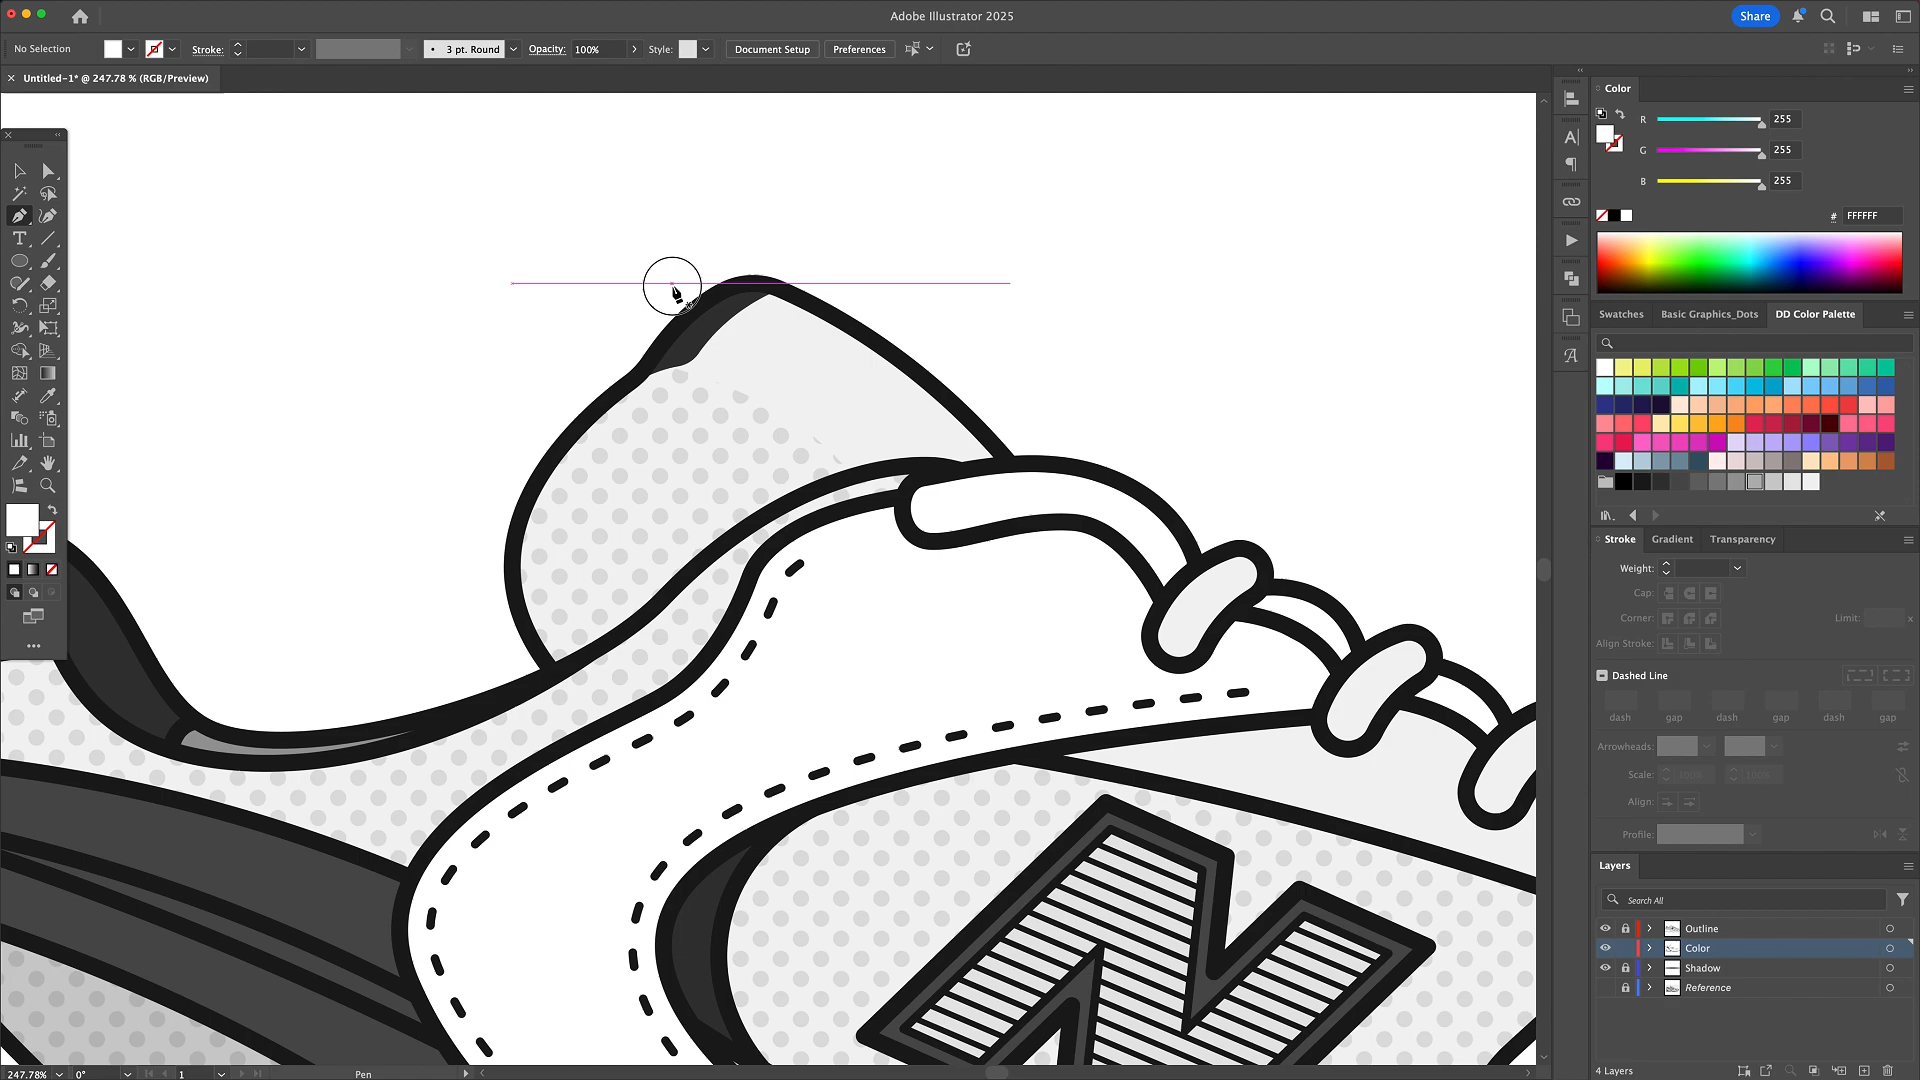 Adobe Illustrator 2025
Share
No Selection
Stroke:
3 pt. Round
Opacity:
100%
Style:
Document Setup
Preferences
Untitled-1* @ 247.78 % (RGB/Preview)
Color
R
255
G
255
B
255
#
FFFFFF
Swatches
Basic Graphics_Dots
DD Color Palette
Stroke
Gradient
Transparency
Weight:
Cap:
Corner:
Limit:
x
Align Stroke:
Dashed Line
dash
gap
dash
gap
dash
gap
Arrowheads:
Scale:
100%
100%
Align:
Profile:
Layers
Search All
Outline
Color
Shadow
Reference
4 Layers
247.78%
0°
1
Pen